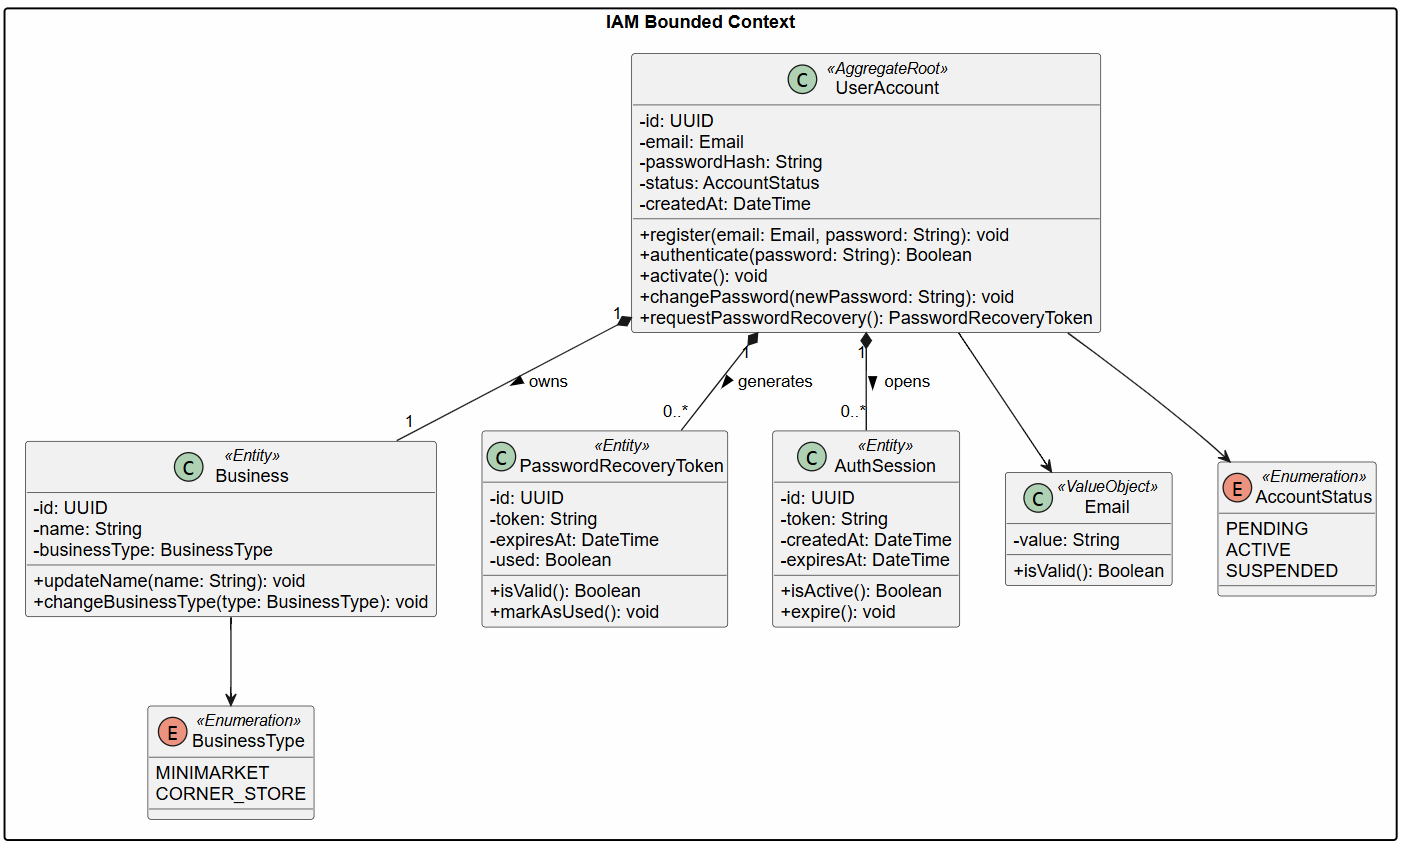 IAM Bounded Context
C
«AggregateRoot»
UserAccount
-id: UUID
-email: Email
-passwordHash: String
-status: AccountStatus
-createdAt: DateTime
+register(email: Email, password: String): void
+authenticate(password: String): Boolean
+activate(): void
+changePassword(newPassword: String): void
+requestPasswordRecovery(): PasswordRecoveryToken
1
owns
1
1
generates
0..*
1
opens
0..*
C
«Entity»
Business
-id: UUID
-name: String
-businessType: BusinessType
+updateName(name: String): void
+changeBusinessType(type: BusinessType): void
C
«Entity»
PasswordRecoveryToken
-id: UUID
-token: String
-expiresAt: DateTime
-used: Boolean
+isValid(): Boolean
+markAsUsed(): void
C
«Entity»
AuthSession
-id: UUID
-token: String
-createdAt: DateTime
-expiresAt: DateTime
+isActive(): Boolean
+expire(): void
C
«ValueObject»
Email
-value: String
+isValid(): Boolean
E
«Enumeration»
AccountStatus
PENDING
ACTIVE
SUSPENDED
E
«Enumeration»
BusinessType
MINIMARKET
CORNER_STORE